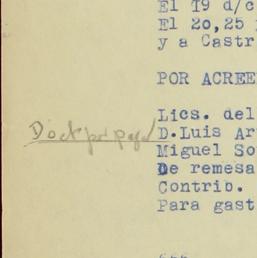 El 19 d/c
El 20,25
y a Castr
POR ACREE
Lics. del
Doct por pagar
D.Luis Ar
Miguel So
De remesa
Contrib.
Para gast